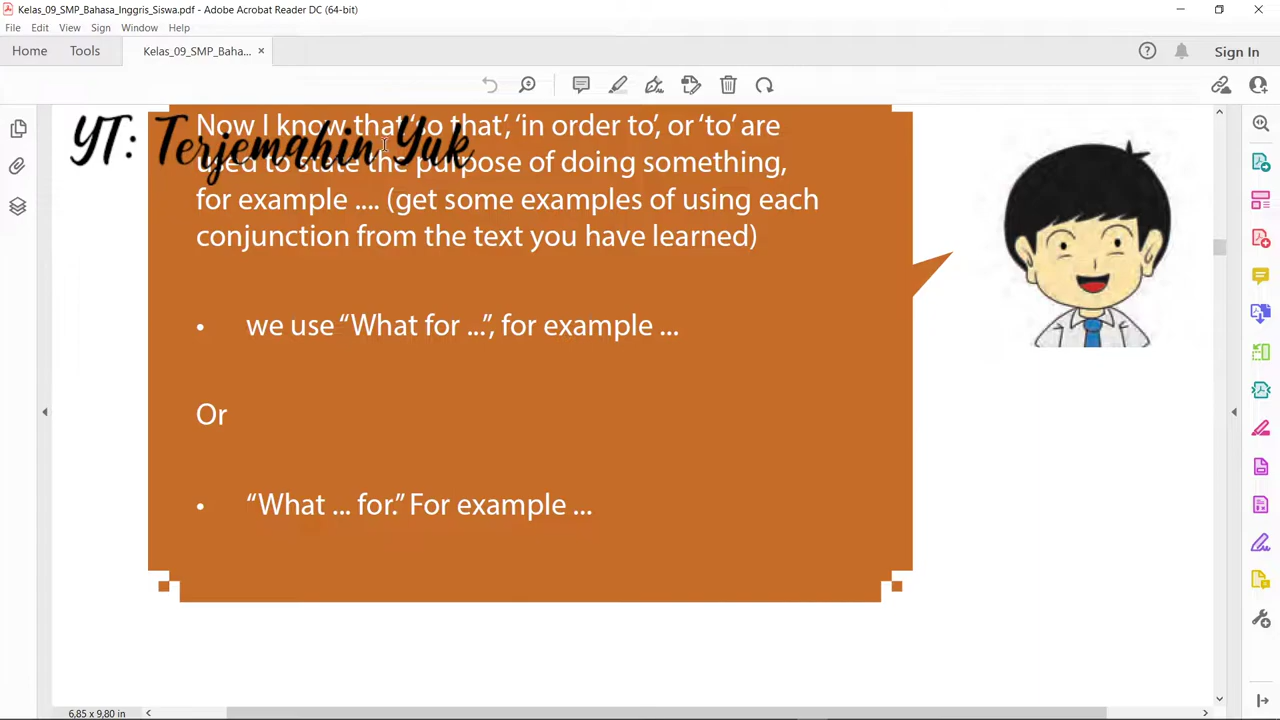 Kelas_09_SMP_Bahasa_Inggris_Siswa.pdf - Adobe Acrobat Reader DC (64-bit)
File Edit View Sign Window Help
Home Tools Kelas_09_SMP_Baha... × Sign In
YT: Terjemahin Yuk
Now I know that ‘so that’, ‘in order to’, or ‘to’ are
used to state the purpose of doing something,
for example .... (get some examples of using each
conjunction from the text you have learned)
• we use “What for ...”, for example ...
Or
• “What ... for.” For example ...
6,85 x 9,80 in